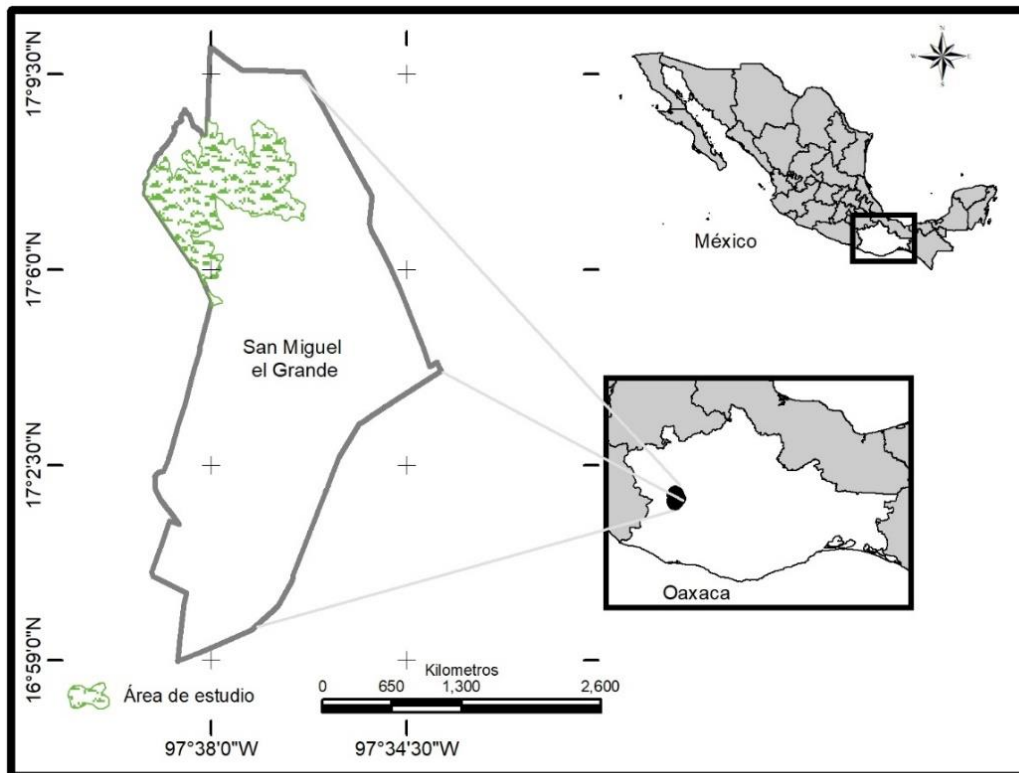 17°9'30"N
17°6'0"N
17°2'30"N
16°59'0"N
San Miguel
el Grande
México
Oaxaca
Área de estudio
Kilometros
0 650 1,300 2,600
97°38'0"W 97°34'30"W